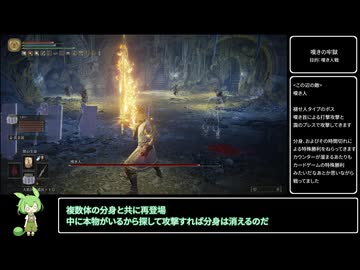 嘆きの牢獄
目的:嘆き人戦
<この辺の敵>
嘆き人
礎せ人タイプのボス
嘆き音による打撃攻撃と
面のブレスで攻撃してきます
分身、およびその時間切れに
よる特殊勝利をねらってきます
カウンターが溜まるあたりも
カードゲームの特殊勝利
みたいだなあとか思いながら
戦ってました
嘆き人
複数体の分身と共に再登場
中に本物がいるから探して攻撃すれば分身は消えるのだ